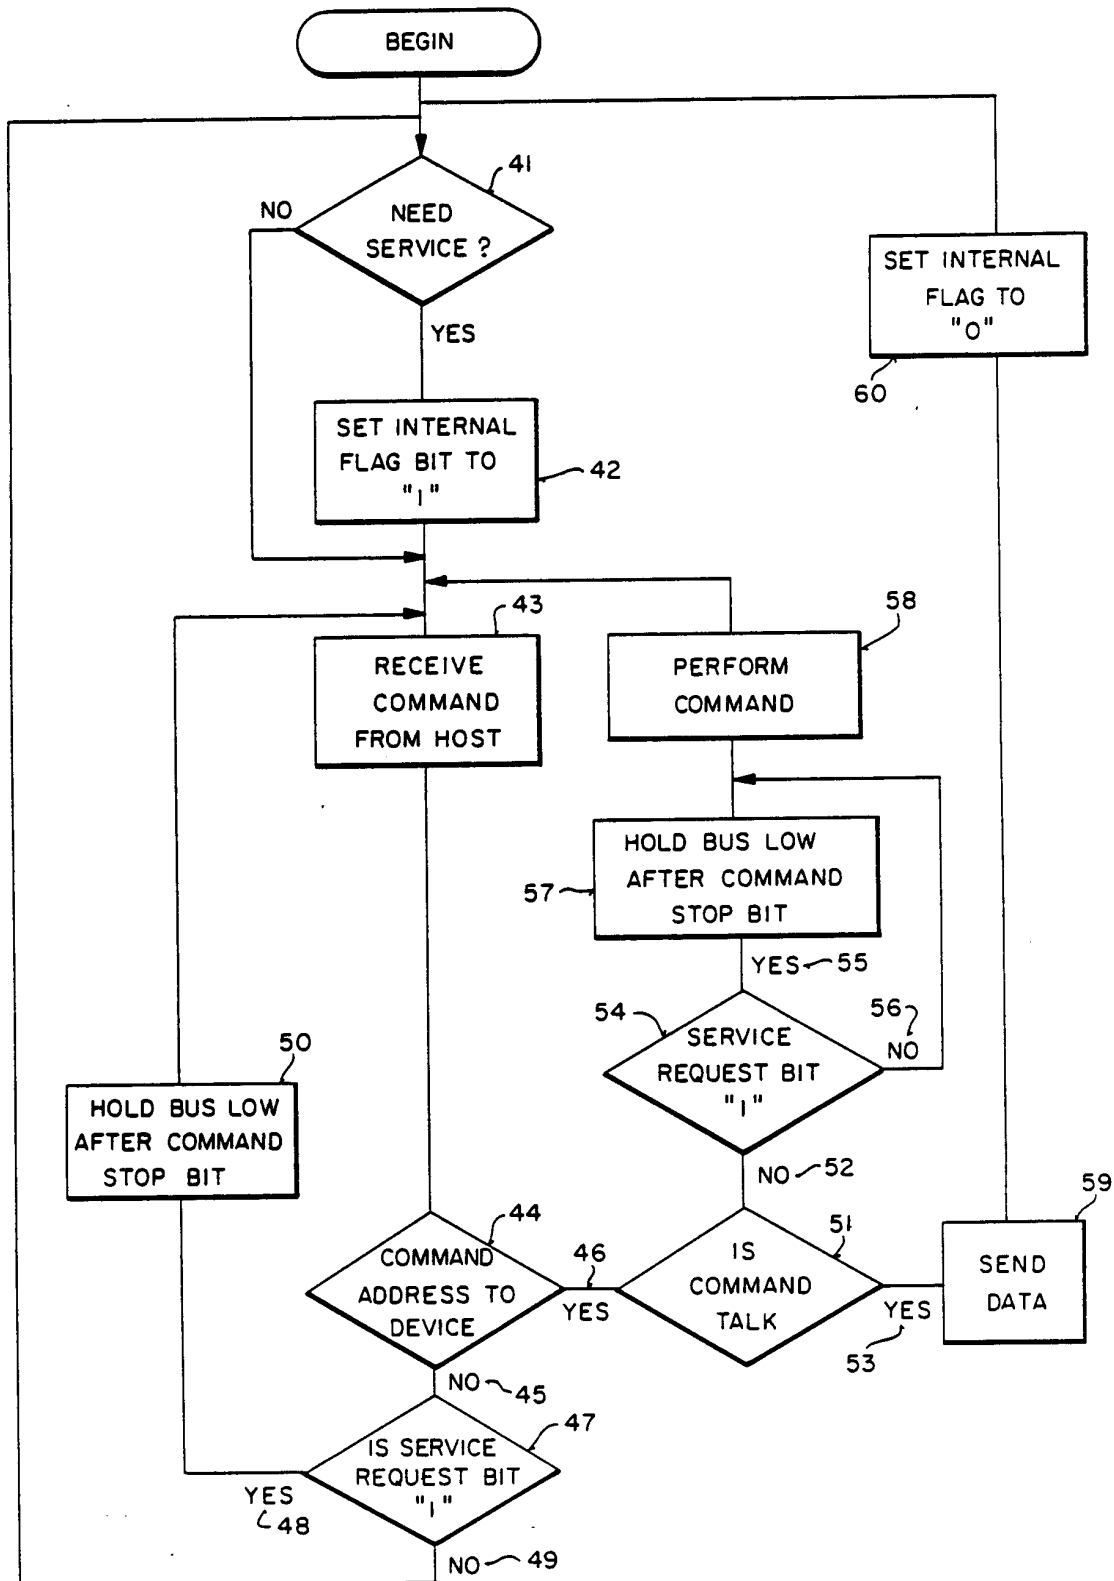 BEGIN
41
NO
NEED
SERVICE ?
YES
SET INTERNAL
FLAG TO
"O"
60
SET INTERNAL
FLAG BIT TO
"1"
42
43
58
RECEIVE
COMMAND
FROM HOST
PERFORM
COMMAND
HOLD BUS LOW
AFTER COMMAND
STOP BIT
57
YES
55
54
SERVICE
REQUEST BIT
"1"
56
NO
50
HOLD BUS LOW
AFTER COMMAND
STOP BIT
NO
52
59
44
COMMAND
ADDRESS TO
DEVICE
46
YES
51
IS
COMMAND
TALK
YES
53
SEND
DATA
NO
45
47
IS SERVICE
REQUEST BIT
"1"
YES
48
NO
49